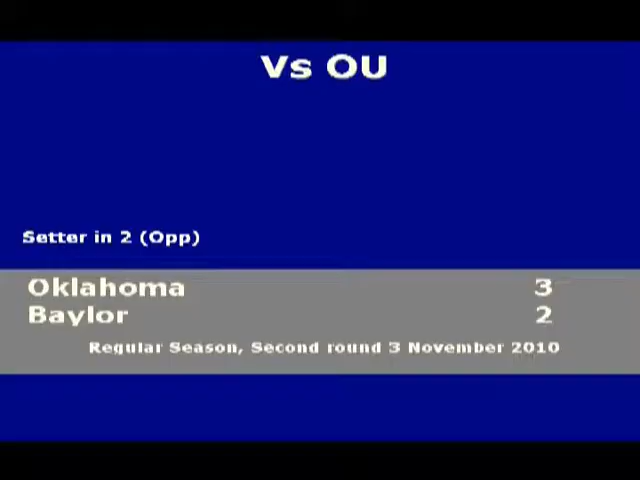 Vs OU
Setter in 2 (Opp)
Oklahoma 3
Baylor 2
Regular Season, Second round 3 November 2010